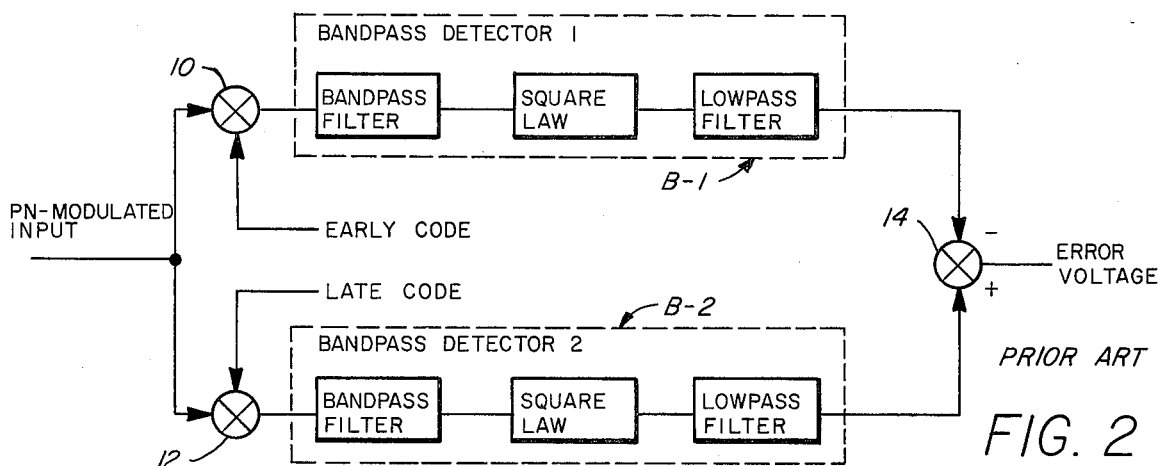 BANDPASS DETECTOR 1
10
BANDPASS
FILTER
SQUARE
LAW
LOWPASS
FILTER
B-1
PN-MODULATED
INPUT
EARLY CODE
14
-
+
ERROR
VOLTAGE
LATE CODE
B-2
BANDPASS DETECTOR 2
PRIOR ART
BANDPASS
FILTER
SQUARE
LAW
LOWPASS
FILTER
12
FIG. 2